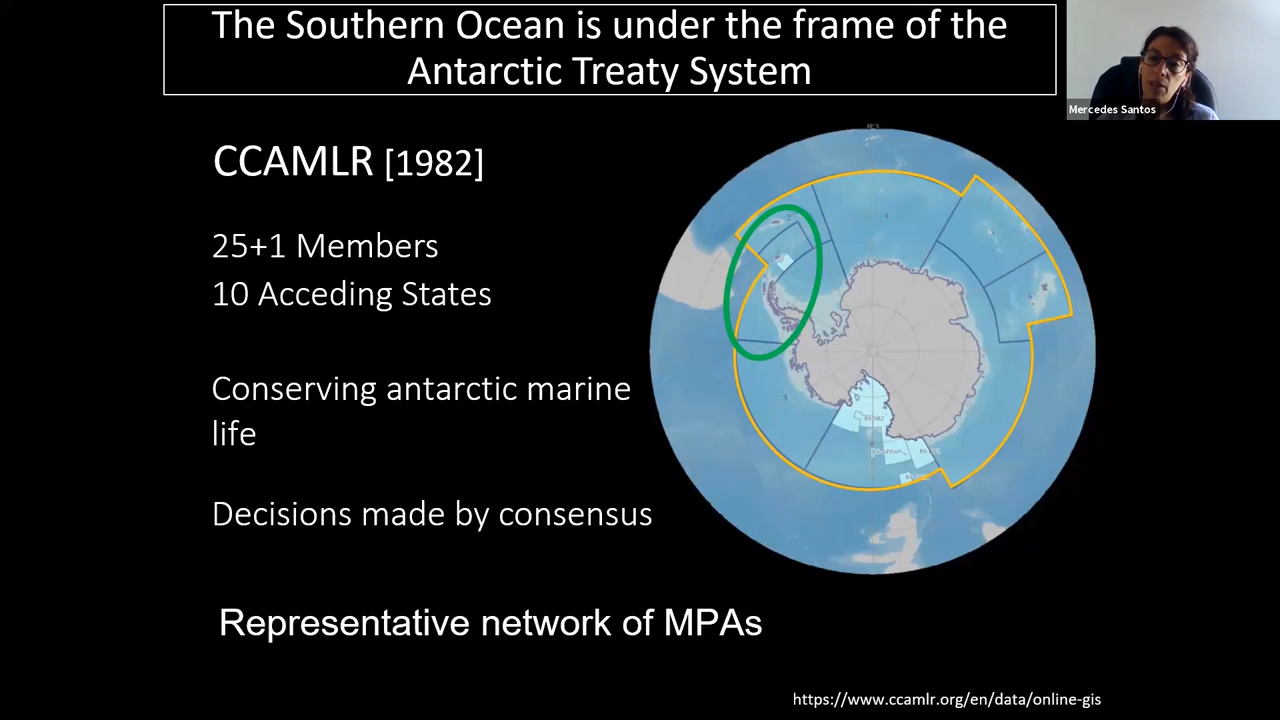 The Southern Ocean is under the frame of the
Antarctic Treaty System
Mercedes Santos
CCAMLR [1982]
25+1 Members
10 Acceding States
Conserving antarctic marine
life
Decisions made by consensus
Representative network of MPAs
https://www.ccamlr.org/en/data/online-gis